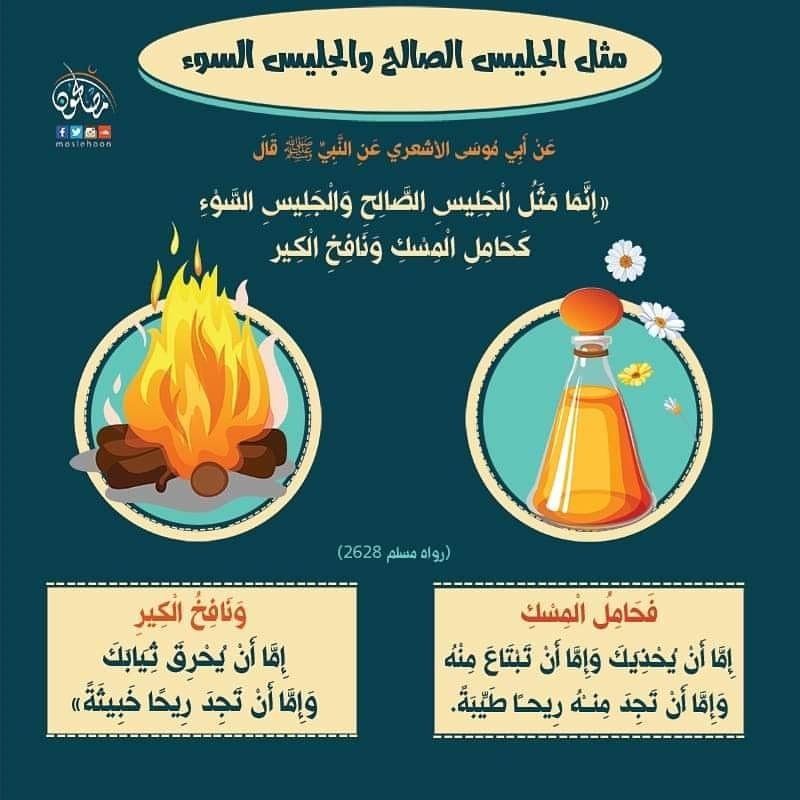 مثل الجليس الصالح والجليس السوء
مصلحون
moslehoon
عَنْ أَبِي مُوسَى الأشعري عَنِ النَّبِيِّ ﷺ قَالَ
«إِنَّمَا مَثَلُ الْجَلِيسِ الصَّالِحِ وَالْجَلِيسِ السَّوْءِ
كَحَامِلِ الْمِسْكِ وَنَافِخِ الْكِيرِ
(رواه مسلم 2628)
فَحَامِلُ الْمِسْكِ
إِمَّا أَنْ يُحْذِيَكَ وَإِمَّا أَنْ تَبْتَاعَ مِنْهُ
وَإِمَّا أَنْ تَجِدَ مِنْهُ رِيحًا طَيِّبَةً.
وَنَافِخُ الْكِيرِ
إِمَّا أَنْ يُحْرِقَ ثِيَابَكَ
وَإِمَّا أَنْ تَجِدَ رِيحًا خَبِيثَةً»